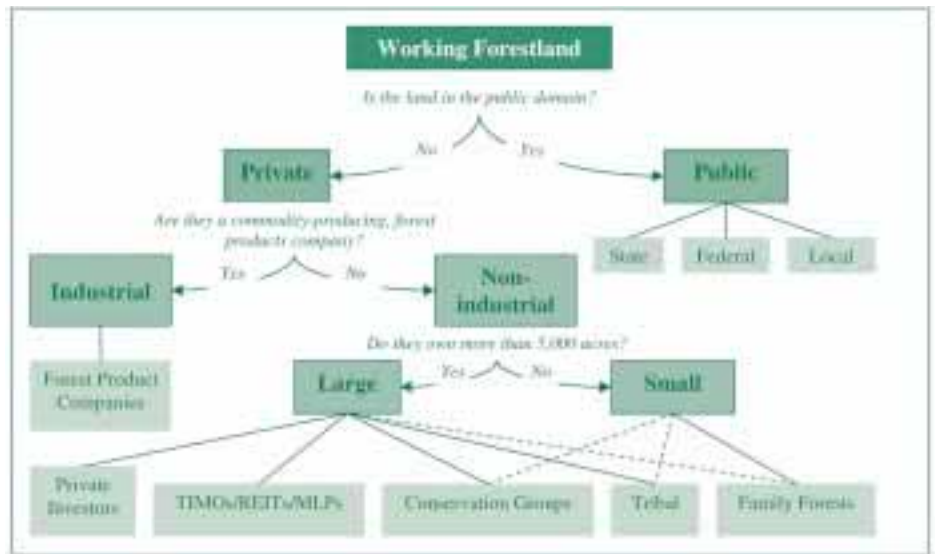 Working Forestland
Is the land in the public domain?
No
Yes
Private
Public
Are they a commodity-producing, forest
products company?
State
Federal
Local
Yes
No
Industrial
Non-
industrial
Do they own more than 5,000 acres?
Forest Product
Companies
Yes
No
Large
Small
Private
Investors
TIMOs/REITs/MLPs
Conservation Groups
Tribal
Family Forests